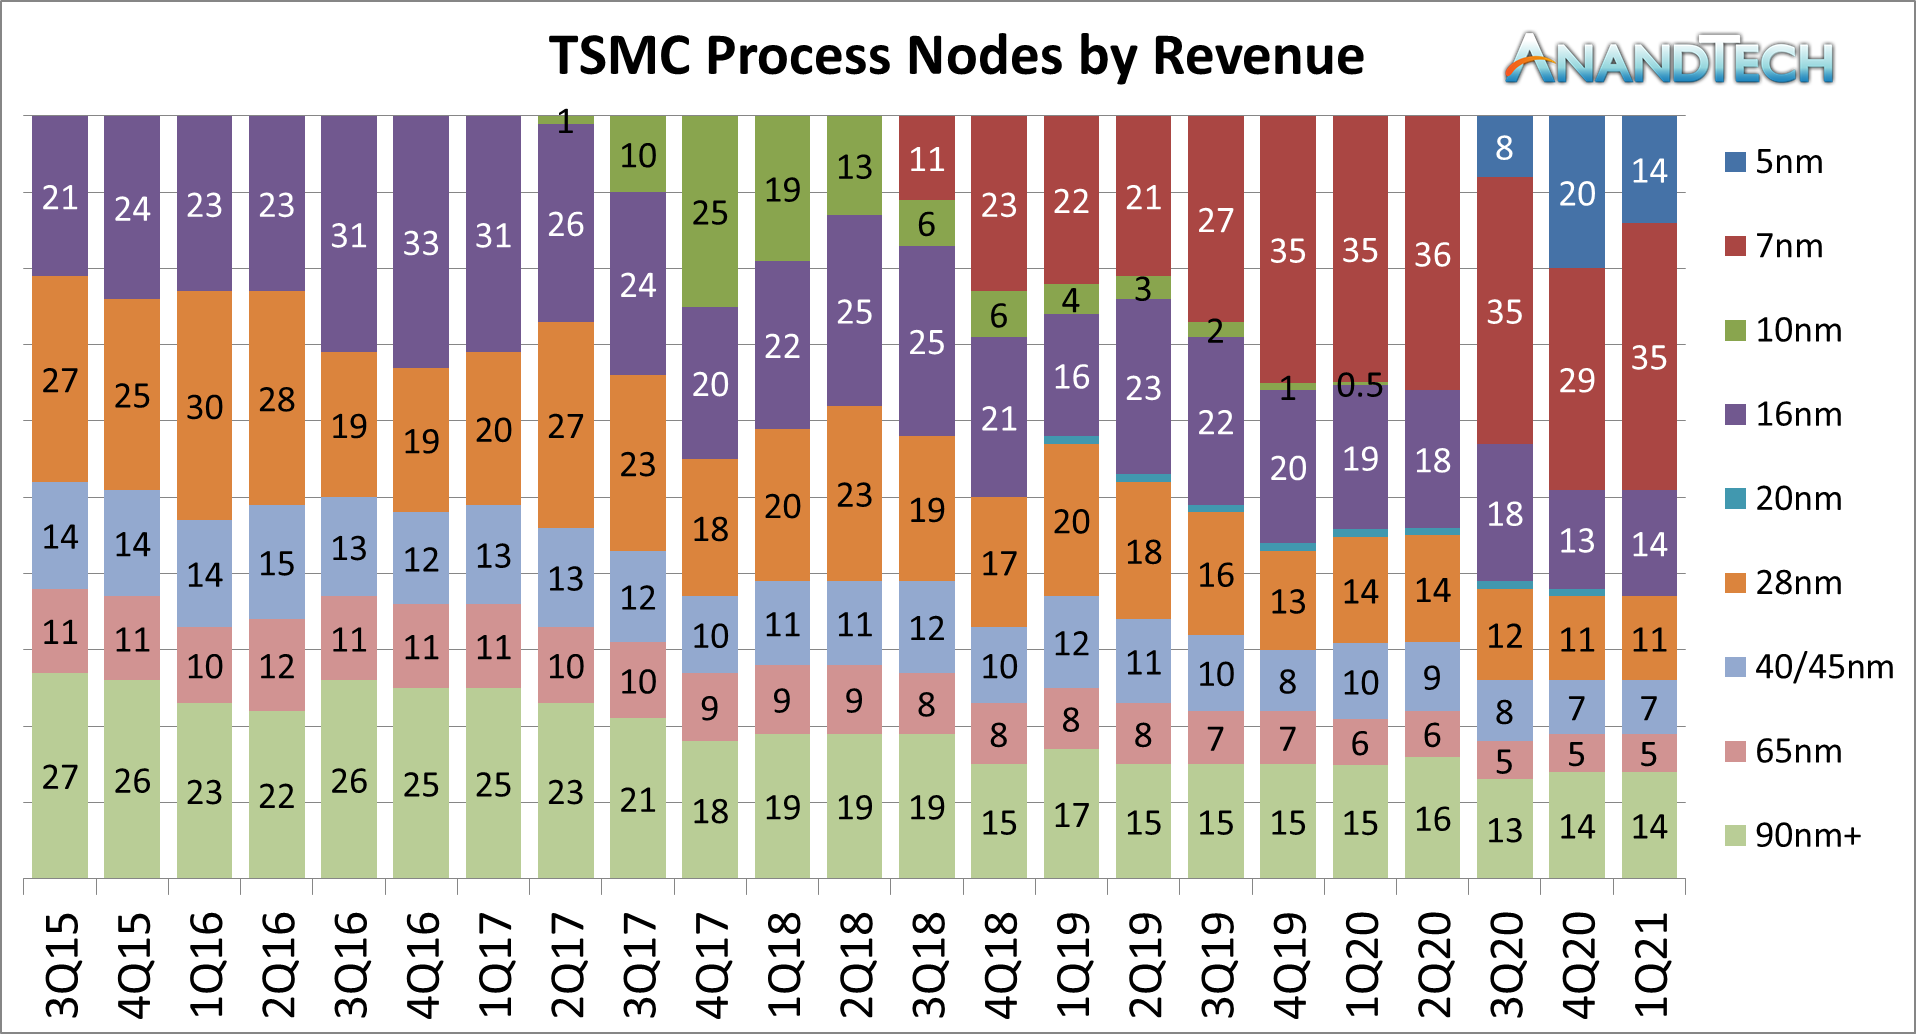 TSMC Process Nodes by Revenue
ANANDTECH
8 20 14
5nm
11 23 22 21 27 35 35 36 35 29 35
7nm
1 10 25 19 13 6 6 4 3 2 1 0.5
10nm
21 24 23 23 31 33 31 26 24 20 22 25 25 21 16 23 22 20 19 18 18 13 14
16nm
20nm
27 25 30 28 19 19 20 27 23 18 20 23 19 17 20 18 16 13 14 14 12 11 11
28nm
14 14 14 15 13 12 13 13 12 10 11 11 12 10 12 11 10 8 10 9 8 7 7
40/45nm
11 11 10 12 11 11 11 10 10 9 9 9 8 8 8 8 7 7 6 6 5 5 5
65nm
27 26 23 22 26 25 25 23 21 18 19 19 19 15 17 15 15 15 15 16 13 14 14
90nm+
3Q15 4Q15 1Q16 2Q16 3Q16 4Q16 1Q17 2Q17 3Q17 4Q17 1Q18 2Q18 3Q18 4Q18 1Q19 2Q19 3Q19 4Q19 1Q20 2Q20 3Q20 4Q20 1Q21